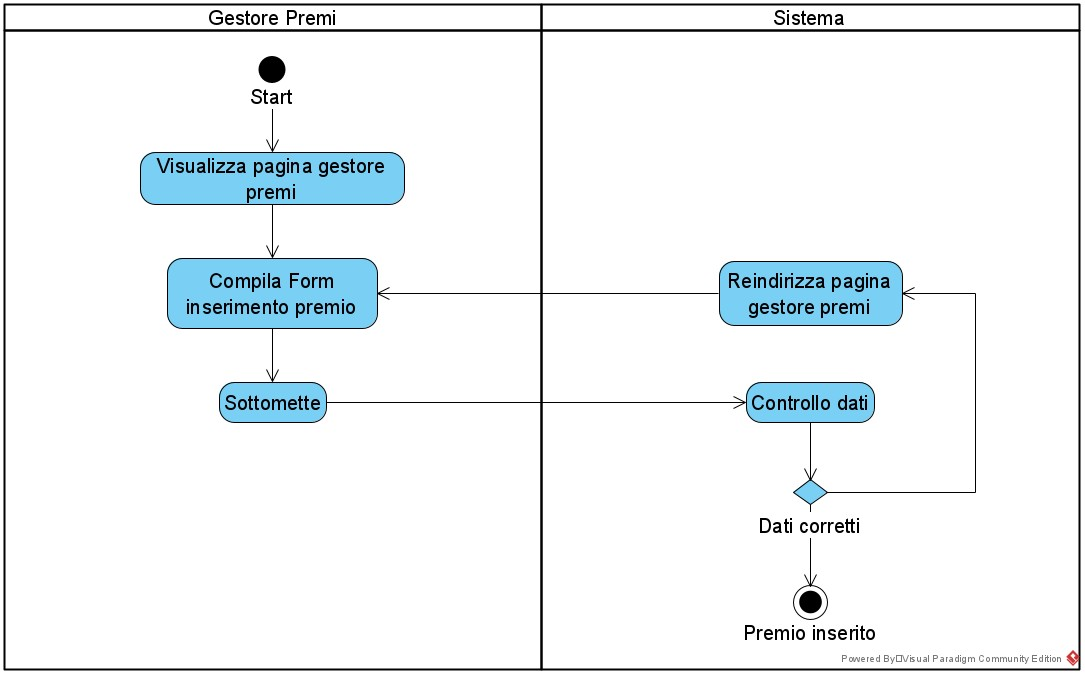 Gestore Premi
Sistema
Start
Visualizza pagina gestore
premi
Compila Form
inserimento premio
Reindirizza pagina
gestore premi
Sottomette
Controllo dati
Dati corretti
Premio inserito
Powered By□Visual Paradigm Community Edition